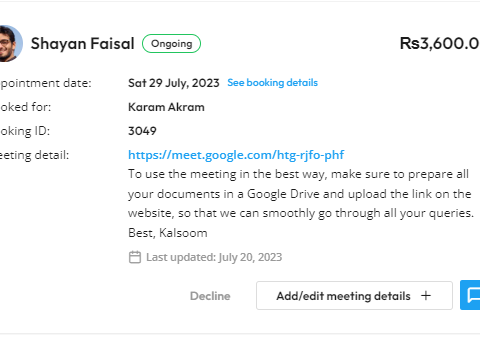 Shayan Faisal Ongoing Rs3,600.0
pointment date: Sat 29 July, 2023 See booking details
oked for: Karam Akram
oking ID: 3049
eeting detail: https://meet.google.com/htg-rjfo-phf
To use the meeting in the best way, make sure to prepare all
your documents in a Google Drive and upload the link on the
website, so that we can smoothly go through all your queries.
Best, Kalsoom
Last updated: July 20, 2023
Decline Add/edit meeting details +